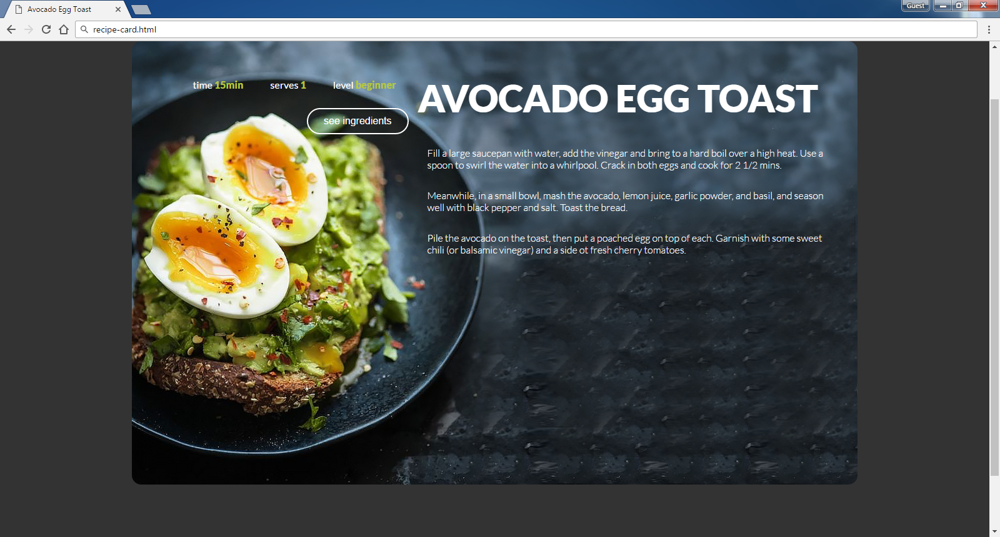 Avocado Egg Toast
Guest
recipe-card.html
time 15min serves 1 level beginner
see ingredients
AVOCADO EGG TOAST
Fill a large saucepan with water, add the vinegar and bring to a hard boil over a high heat. Use a
spoon to swirl the water into a whirlpool. Crack in both eggs and cook for 2 1/2 mins.
Meanwhile, in a small bowl, mash the avocado, lemon juice, garlic powder, and basil, and season
well with black pepper and salt. Toast the bread.
Pile the avocado on the toast, then put a poached egg on top of each. Garnish with some sweet
chili (or balsamic vinegar) and a side ot fresh cherry tomatoes.